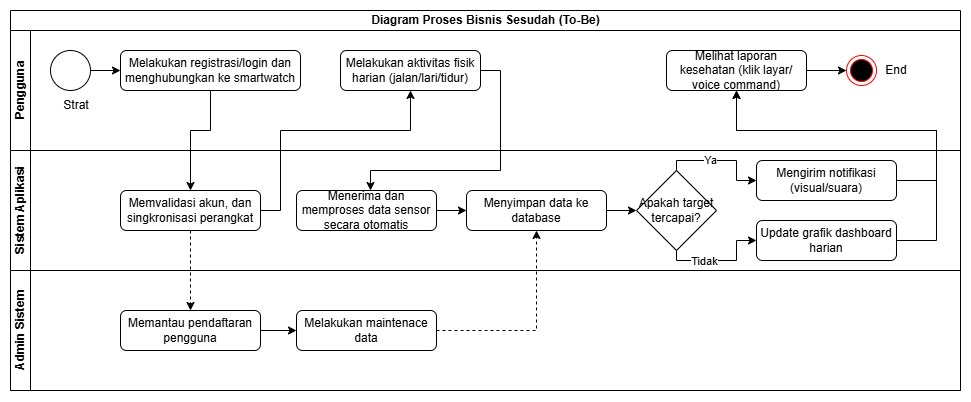 Diagram Proses Bisnis Sesudah (To-Be)
Pengguna
Strat
Melakukan registrasi/login dan
menghubungkan ke smartwatch
Melakukan aktivitas fisik
harian (jalan/lari/tidur)
Melihat laporan
kesehatan (klik layar/
voice command)
End
Sistem Aplikasi
Memvalidasi akun, dan
singkronisasi perangkat
Menerima dan
memproses data sensor
secara otomatis
Menyimpan data ke
database
Apakah target
tercapai?
Ya
Mengirim notifikasi
(visual/suara)
Tidak
Update grafik dashboard
harian
Admin Sistem
Memantau pendaftaran
pengguna
Melakukan maintenace
data